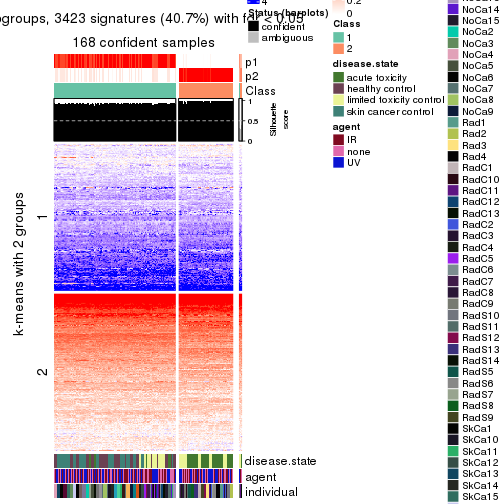 groups, 3423 signatures (40.7%) with fdr < 0.05
168 confident samples
p1
p2
Class
1
0.5
0
Silhouette
score
k-means with 2 groups
1
2
disease.state
agent
individual
4
Status (barplots)
confident
ambiguous
0.2
0
Class
1
2
disease.state
acute toxicity
healthy control
limited toxicity control
skin cancer control
agent
IR
none
UV
NoCa14
NoCa15
NoCa2
NoCa3
NoCa4
NoCa5
NoCa6
NoCa7
NoCa8
NoCa9
Rad1
Rad2
Rad3
Rad4
RadC1
RadC10
RadC11
RadC12
RadC13
RadC2
RadC3
RadC4
RadC5
RadC6
RadC7
RadC8
RadC9
RadS10
RadS11
RadS12
RadS13
RadS14
RadS5
RadS6
RadS7
RadS8
RadS9
SkCa1
SkCa10
SkCa11
SkCa12
SkCa13
SkCa14
SkCa15